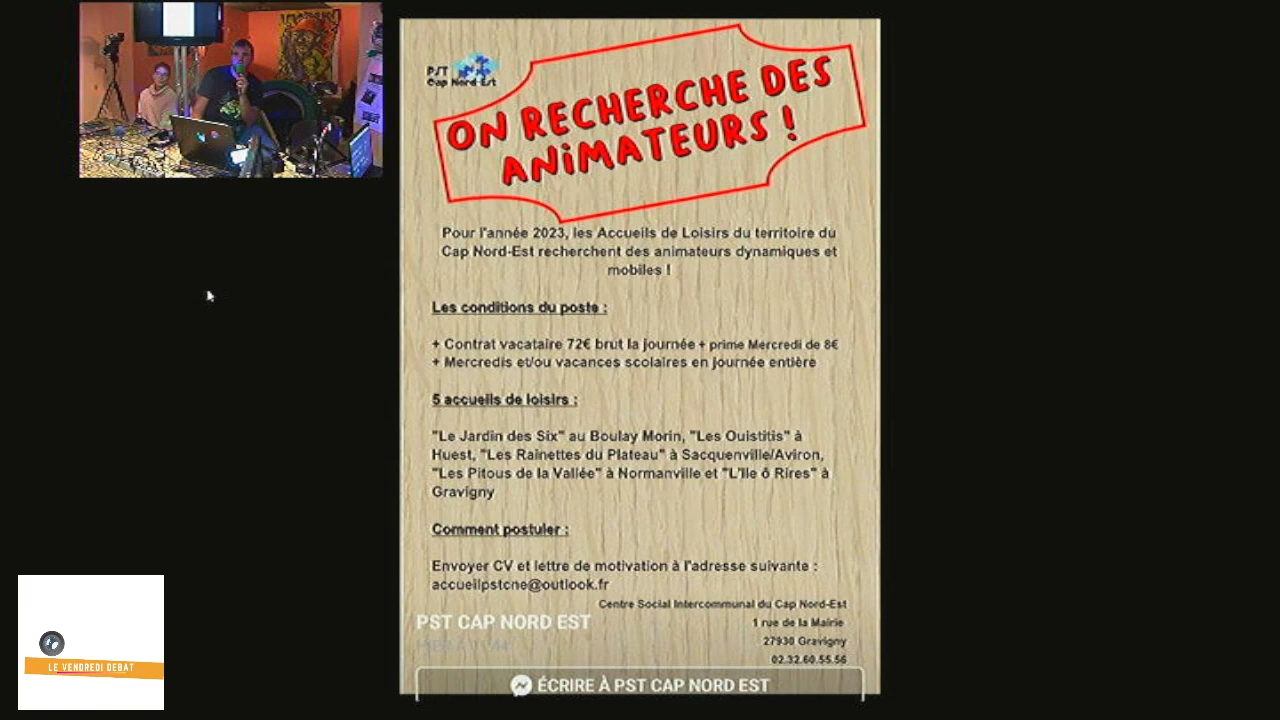 PST
Cap Nord-Est
ON RECHERCHE DES
ANiMATEURS !
Pour l'année 2023, les Accueils de Loisirs du territoire du
Cap Nord-Est recherchent des animateurs dynamiques et
mobiles !
Les conditions du poste :
+ Contrat vacataire 72€ brut la journée + prime Mercredi de 8€
+ Mercredis et/ou vacances scolaires en journée entière
5 accueils de loisirs :
"Le Jardin des Six" au Boulay Morin, "Les Ouistitis" à
Huest, "Les Rainettes du Plateau" à Sacquenville/Aviron,
"Les Pitous de la Vallée" à Normanville et "L'Ile ô Rires" à
Gravigny
Comment postuler :
Envoyer CV et lettre de motivation à l'adresse suivante :
accueilpstcne@outlook.fr
Centre Social Intercommunal du Cap Nord-Est
PST CAP NORD EST
1 rue de la Mairie
27930 Gravigny
02.32.60.55.56
ÉCRIRE À PST CAP NORD EST
LE VENDREDI DEBAT